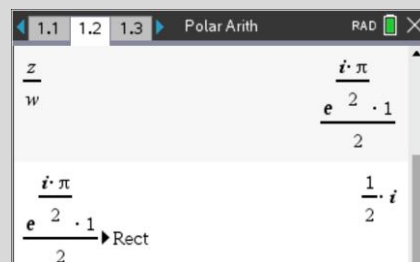 1.1 1.2 1.3 Polar Arith RAD
z/w
e^(i·π/2)·1/2
e^(i·π/2)·1/2 ▶Rect
1/2·i